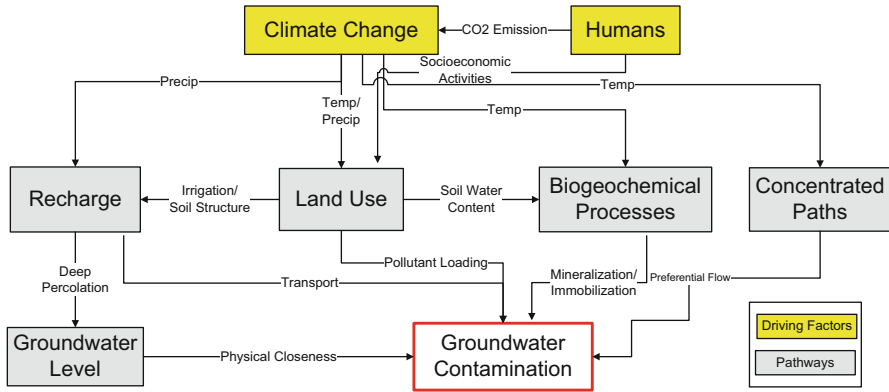 Climate Change
CO2 Emission
Humans
Socioeconomic
Activities
Precip
Temp
Temp/
Precip
Temp
Recharge
Irrigation/
Soil Structure
Land Use
Soil Water
Content
Biogeochemical
Processes
Concentrated
Paths
Deep
Percolation
Pollutant Loading
Transport
Mineralization/
Immobilization
Preferential Flow
Groundwater
Level
Physical Closeness
Groundwater
Contamination
Driving Factors
Pathways